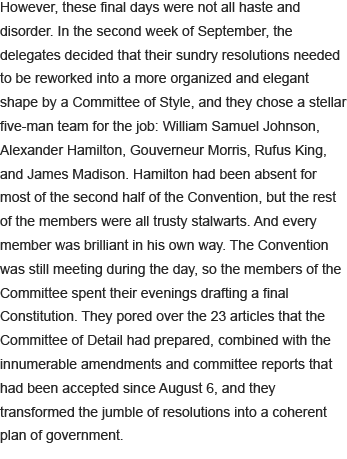 However, these final days were not all haste and
disorder. In the second week of September, the
delegates decided that their sundry resolutions needed
to be reworked into a more organized and elegant
shape by a Committee of Style, and they chose a stellar
five-man team for the job: William Samuel Johnson,
Alexander Hamilton, Gouverneur Morris, Rufus King,
and James Madison. Hamilton had been absent for
most of the second half of the Convention, but the rest
of the members were all trusty stalwarts. And every
member was brilliant in his own way. The Convention
was still meeting during the day, so the members of the
Committee spent their evenings drafting a final
Constitution. They pored over the 23 articles that the
Committee of Detail had prepared, combined with the
innumerable amendments and committee reports that
had been accepted since August 6, and they
transformed the jumble of resolutions into a coherent
plan of government.